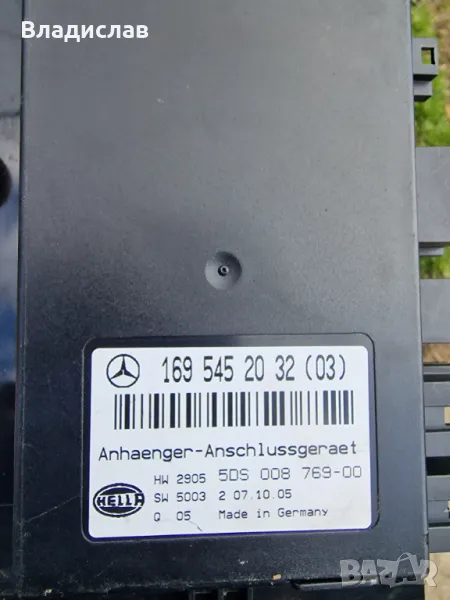 Владислав
169 545 20 32 (03)
Anhaenger-Anschlussgeraet
HW 2905 5DS 008 769-00
SW 5003 2 07.10.05
Q 05 Made in Germany
HELLA
BAZAR